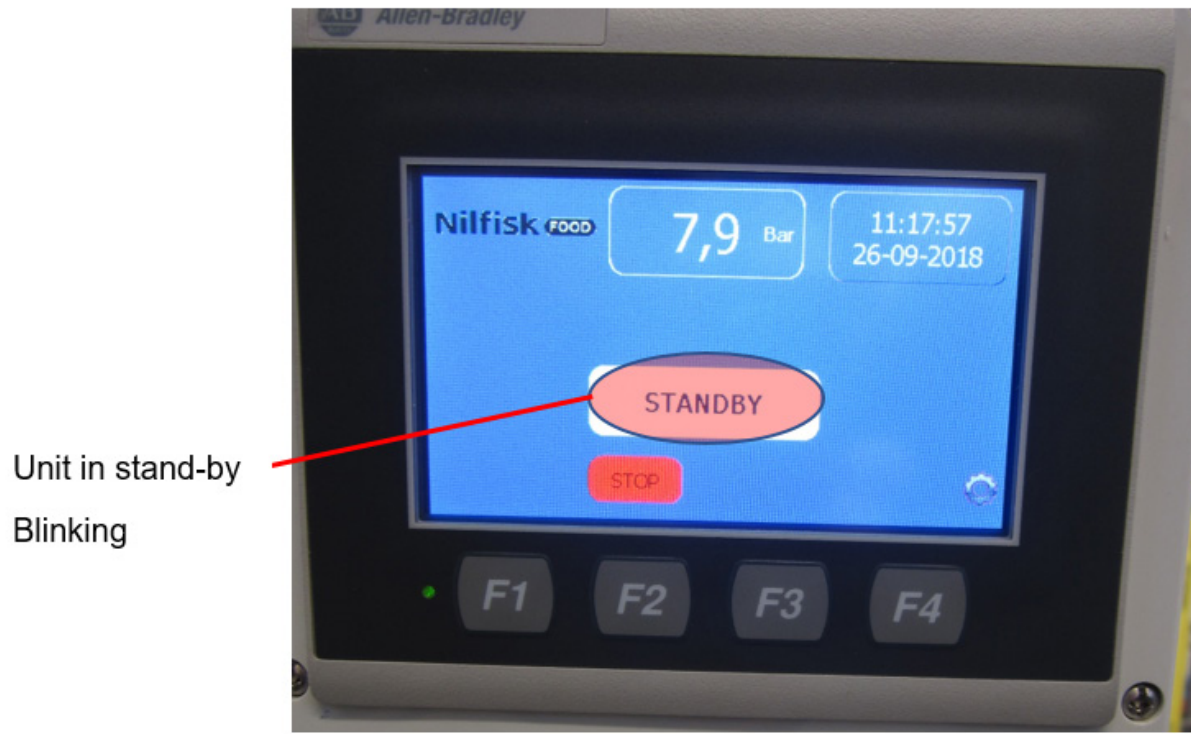 AB Allen-Bradley
Nilfisk FOOD
7,9 Bar
11:17:57
26-09-2018
STANDBY
STOP
Unit in stand-by
Blinking
F1 F2 F3 F4